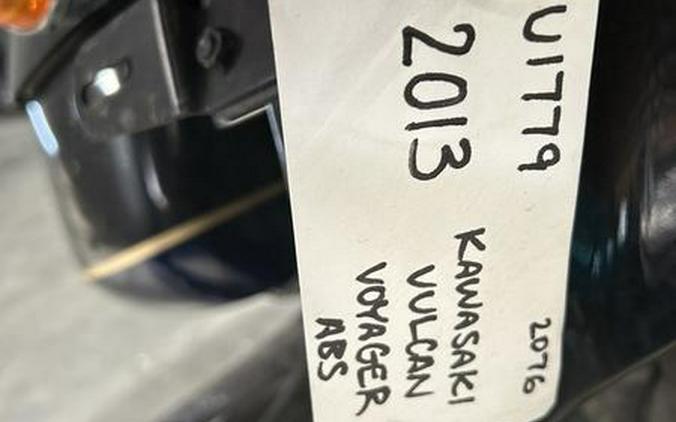 U1779 2076
2013 KAWASAKI
VULCAN
VOYAGER
ABS